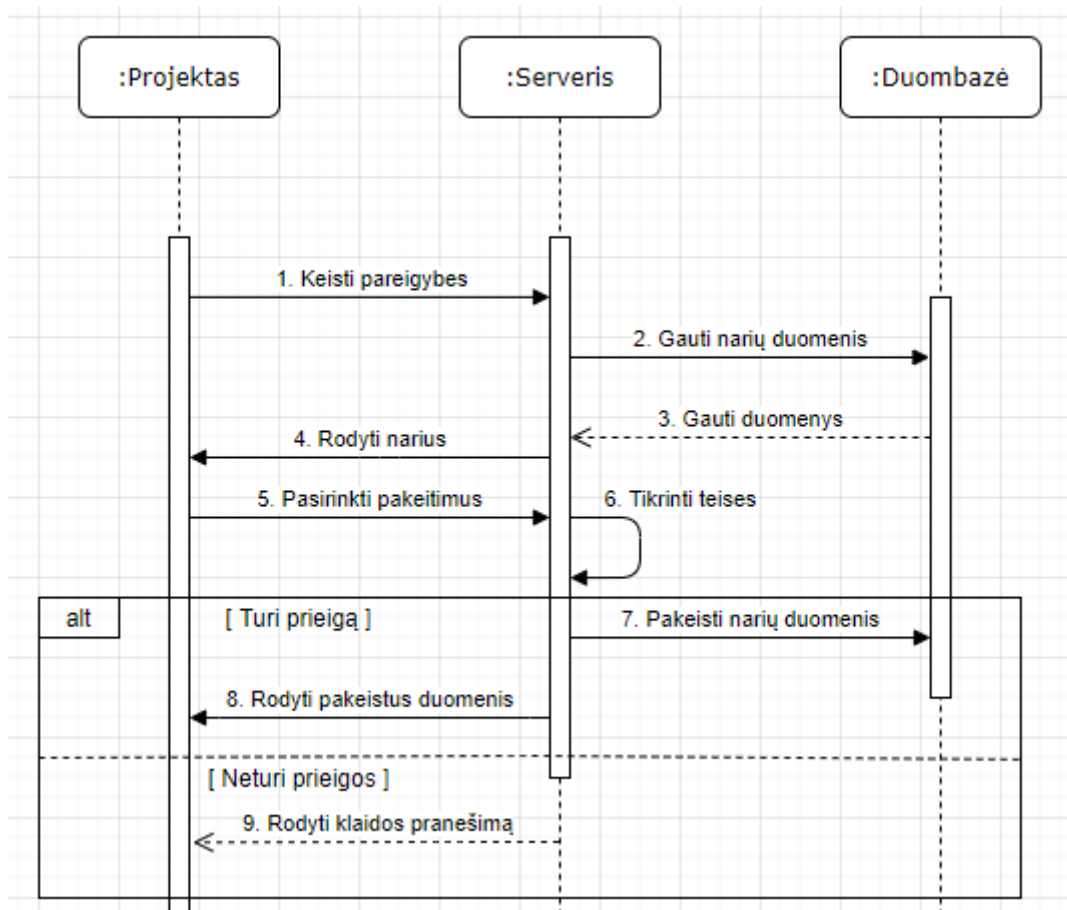 :Projektas
:Serveris
:Duombazė
1. Keisti pareigybes
2. Gauti narių duomenis
3. Gauti duomenys
4. Rodyti narius
5. Pasirinkti pakeitimus
6. Tikrinti teises
alt
[ Turi prieigą ]
7. Pakeisti narių duomenis
8. Rodyti pakeistus duomenis
[ Neturi prieigos ]
9. Rodyti klaidos pranešimą